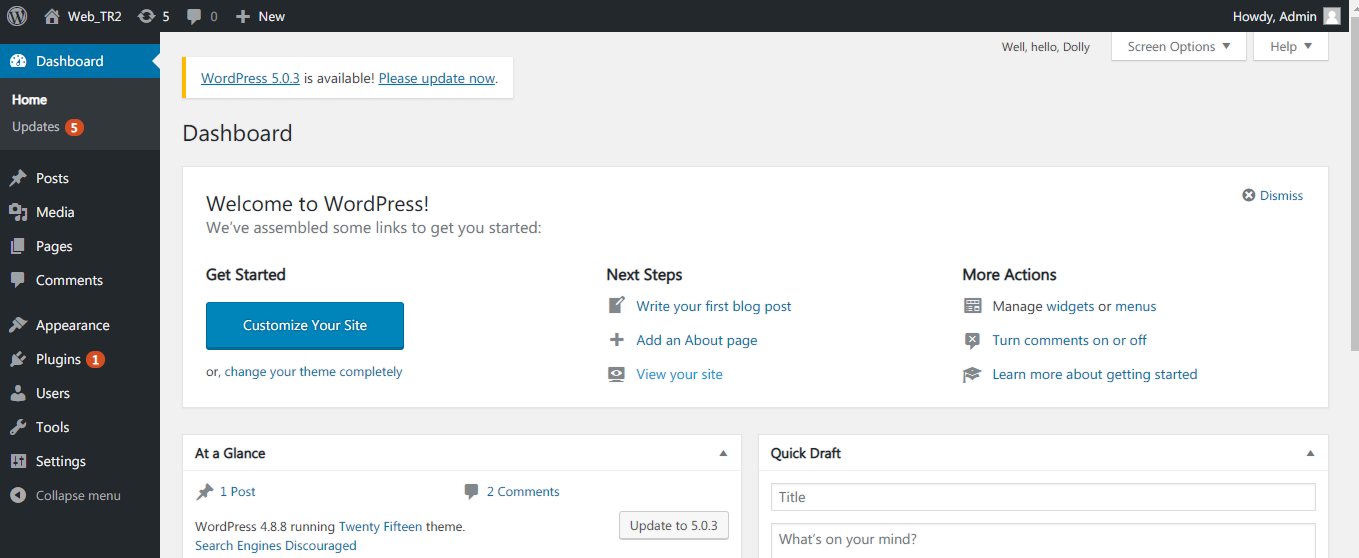 Web_TR2 5 0 New Howdy, Admin
Dashboard
Home
Updates 5
Posts
Media
Pages
Comments
Appearance
Plugins 1
Users
Tools
Settings
Collapse menu
Well, hello, Dolly Screen Options Help
WordPress 5.0.3 is available! Please update now.
Dashboard
Welcome to WordPress!
Dismiss
We've assembled some links to get you started:
Get Started
Customize Your Site
or, change your theme completely
Next Steps
Write your first blog post
Add an About page
View your site
More Actions
Manage widgets or menus
Turn comments on or off
Learn more about getting started
At a Glance
1 Post 2 Comments
WordPress 4.8.8 running Twenty Fifteen theme.
Update to 5.0.3
Search Engines Discouraged
Quick Draft
Title
What's on your mind?